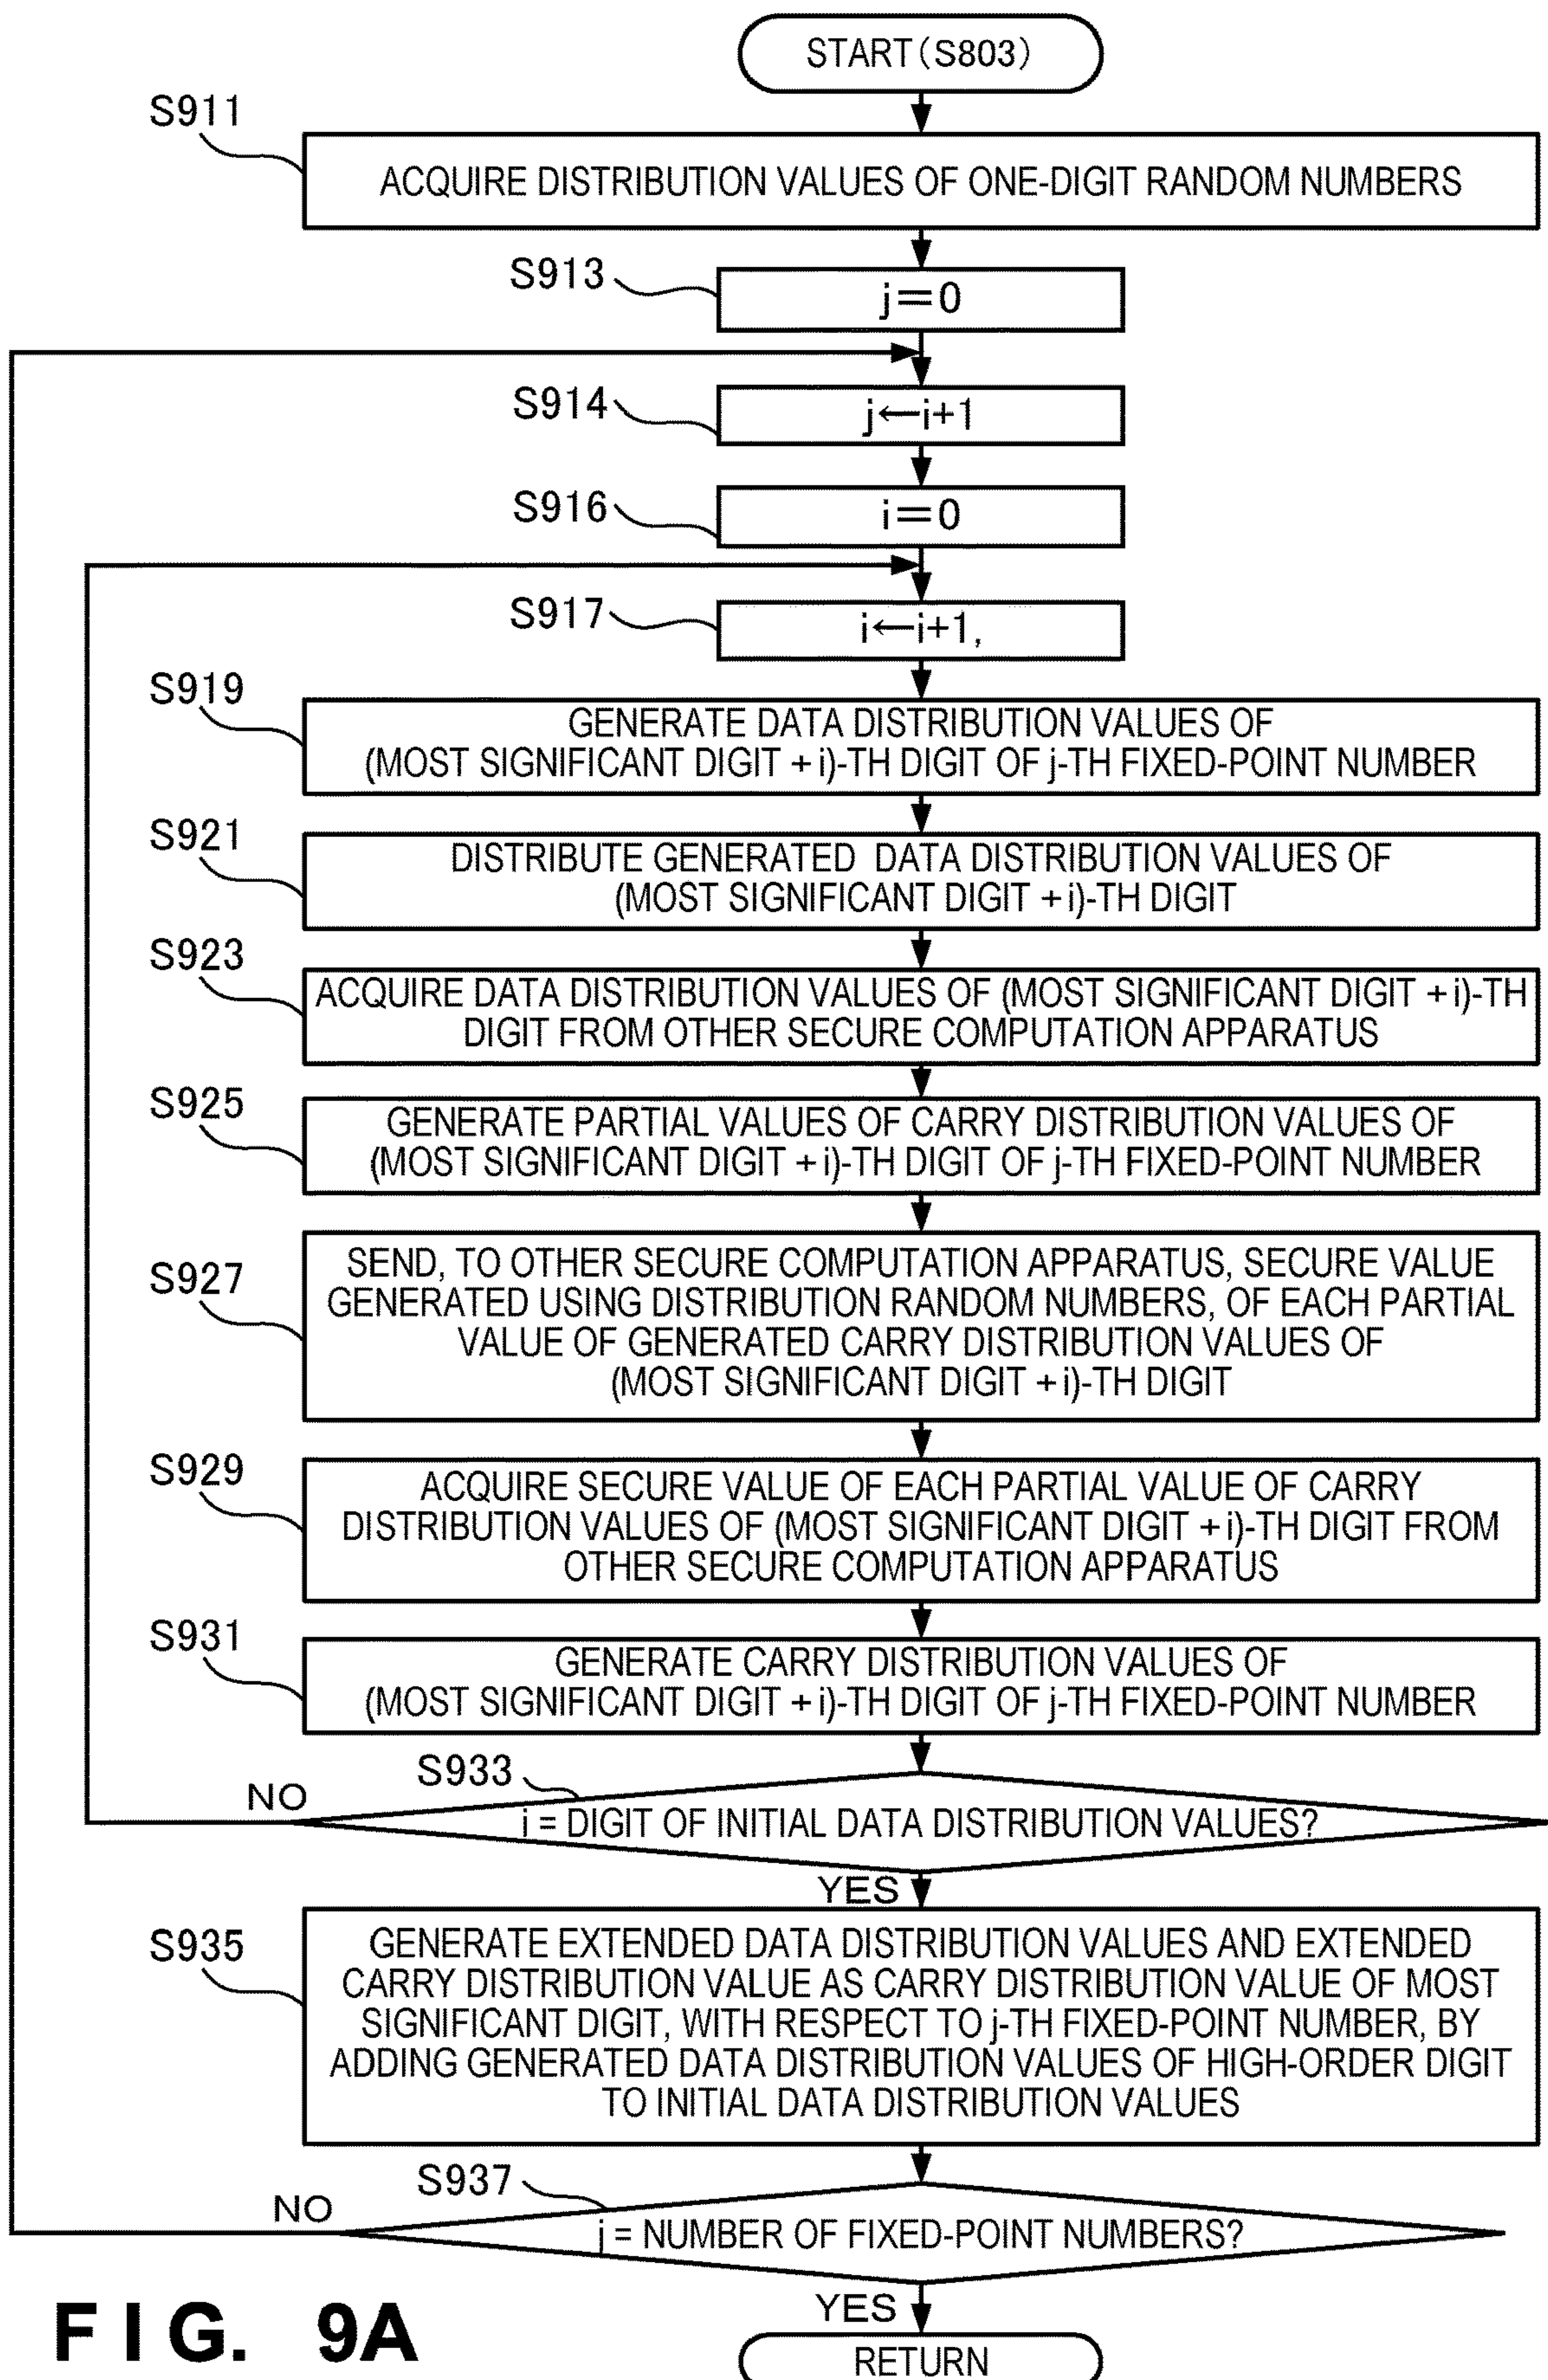 START(S803)
S911
ACQUIRE DISTRIBUTION VALUES OF ONE-DIGIT RANDOM NUMBERS
S913
j=0
S914
j←i+1
S916
i=0
S917
i←i+1,
S919
GENERATE DATA DISTRIBUTION VALUES OF
(MOST SIGNIFICANT DIGIT + i)-TH DIGIT OF j-TH FIXED-POINT NUMBER
S921
DISTRIBUTE GENERATED DATA DISTRIBUTION VALUES OF
(MOST SIGNIFICANT DIGIT + i)-TH DIGIT
S923
ACQUIRE DATA DISTRIBUTION VALUES OF (MOST SIGNIFICANT DIGIT + i)-TH
DIGIT FROM OTHER SECURE COMPUTATION APPARATUS
S925
GENERATE PARTIAL VALUES OF CARRY DISTRIBUTION VALUES OF
(MOST SIGNIFICANT DIGIT + i)-TH DIGIT OF j-TH FIXED-POINT NUMBER
S927
SEND, TO OTHER SECURE COMPUTATION APPARATUS, SECURE VALUE
GENERATED USING DISTRIBUTION RANDOM NUMBERS, OF EACH PARTIAL
VALUE OF GENERATED CARRY DISTRIBUTION VALUES OF
(MOST SIGNIFICANT DIGIT + i)-TH DIGIT
S929
ACQUIRE SECURE VALUE OF EACH PARTIAL VALUE OF CARRY
DISTRIBUTION VALUES OF (MOST SIGNIFICANT DIGIT + i)-TH DIGIT FROM
OTHER SECURE COMPUTATION APPARATUS
S931
GENERATE CARRY DISTRIBUTION VALUES OF
(MOST SIGNIFICANT DIGIT + i)-TH DIGIT OF j-TH FIXED-POINT NUMBER
S933
NO
i = DIGIT OF INITIAL DATA DISTRIBUTION VALUES?
YES
S935
GENERATE EXTENDED DATA DISTRIBUTION VALUES AND EXTENDED
CARRY DISTRIBUTION VALUE AS CARRY DISTRIBUTION VALUE OF MOST
SIGNIFICANT DIGIT, WITH RESPECT TO j-TH FIXED-POINT NUMBER, BY
ADDING GENERATED DATA DISTRIBUTION VALUES OF HIGH-ORDER DIGIT
TO INITIAL DATA DISTRIBUTION VALUES
S937
NO
j = NUMBER OF FIXED-POINT NUMBERS?
YES
RETURN
FIG. 9A